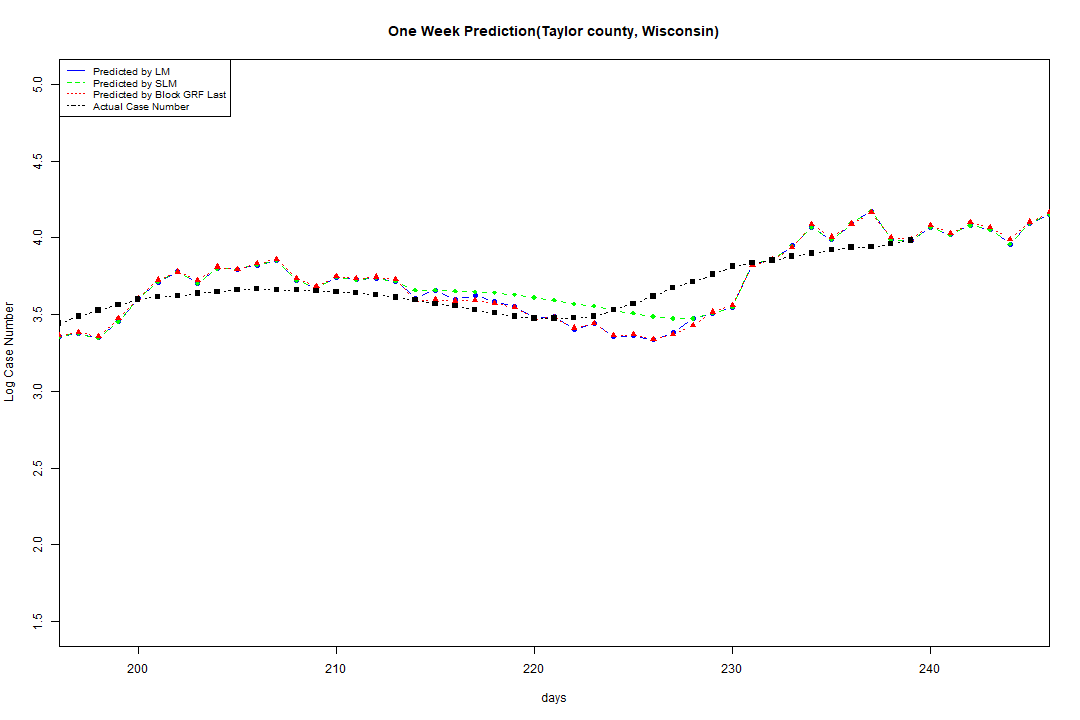 One Week Prediction(Taylor county, Wisconsin)
Predicted by LM
Predicted by SLM
Predicted by Block GRF Last
Actual Case Number
5.0
4.5
4.0
3.5
3.0
2.5
2.0
1.5
Log Case Number
200 210 220 230 240
days